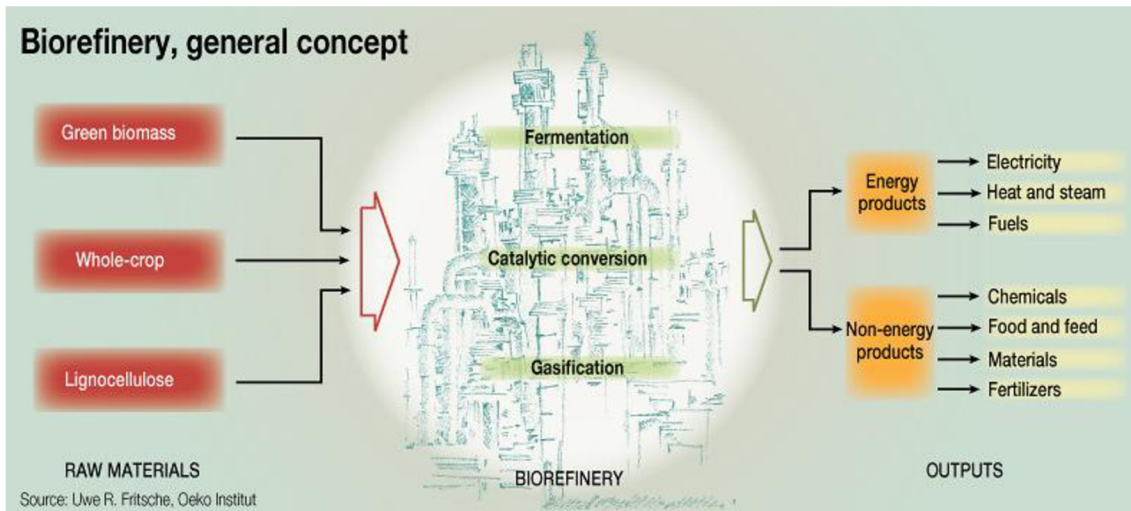 Biorefinery, general concept
Green biomass
Whole-crop
Lignocellulose
RAW MATERIALS
Source: Uwe R. Fritsche, Oeko Institut
Fermentation
Catalytic conversion
Gasification
BIOREFINERY
Energy
products
Electricity
Heat and steam
Fuels
Non-energy
products
Chemicals
Food and feed
Materials
Fertilizers
OUTPUTS